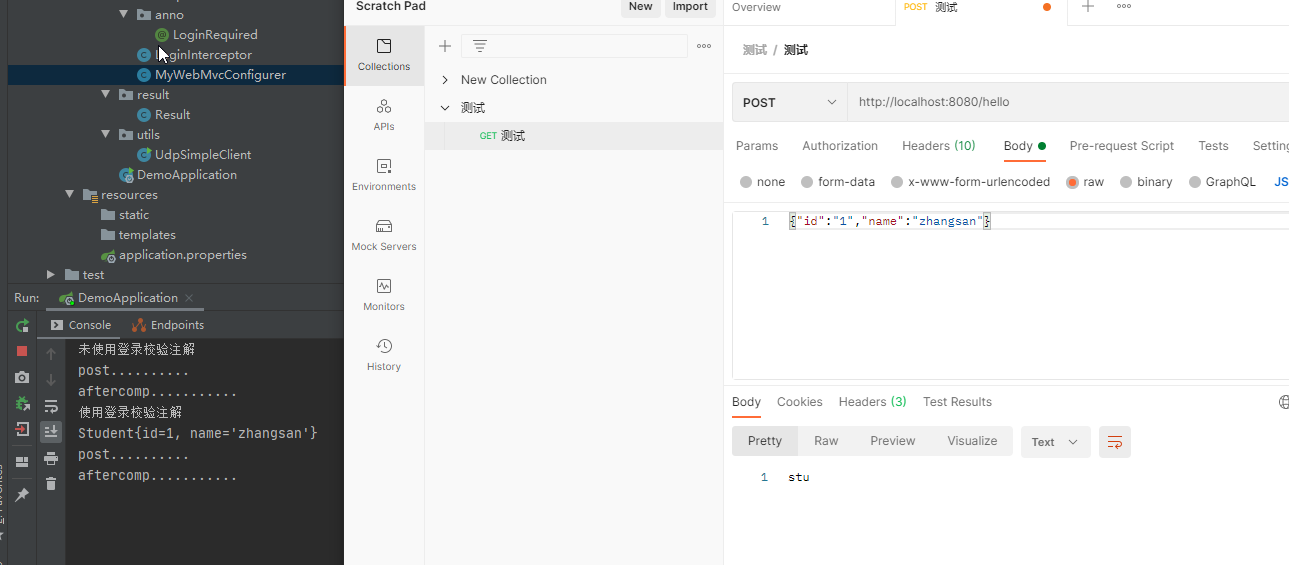 anno
LoginRequired
LoginInterceptor
MyWebMvcConfigurer
result
Result
utils
UdpSimpleClient
DemoApplication
resources
static
templates
application.properties
test
Run:
DemoApplication
Console
Endpoints
未使用登录校验注解
post..........
aftercomp...........
使用登录校验注解
Student{id=1, name='zhangsan'}
post..........
aftercomp...........
Scratch Pad
New
Import
Collections
APIs
Environments
Mock Servers
Monitors
History
New Collection
测试
GET 测试
Overview
POST 测试
测试 / 测试
POST
http://localhost:8080/hello
Params
Authorization
Headers (10)
Body
Pre-request Script
Tests
Setting
none
form-data
x-www-form-urlencoded
raw
binary
GraphQL
JS
1
{"id":"1","name":"zhangsan"}
Body
Cookies
Headers (3)
Test Results
Pretty
Raw
Preview
Visualize
Text
1
stu